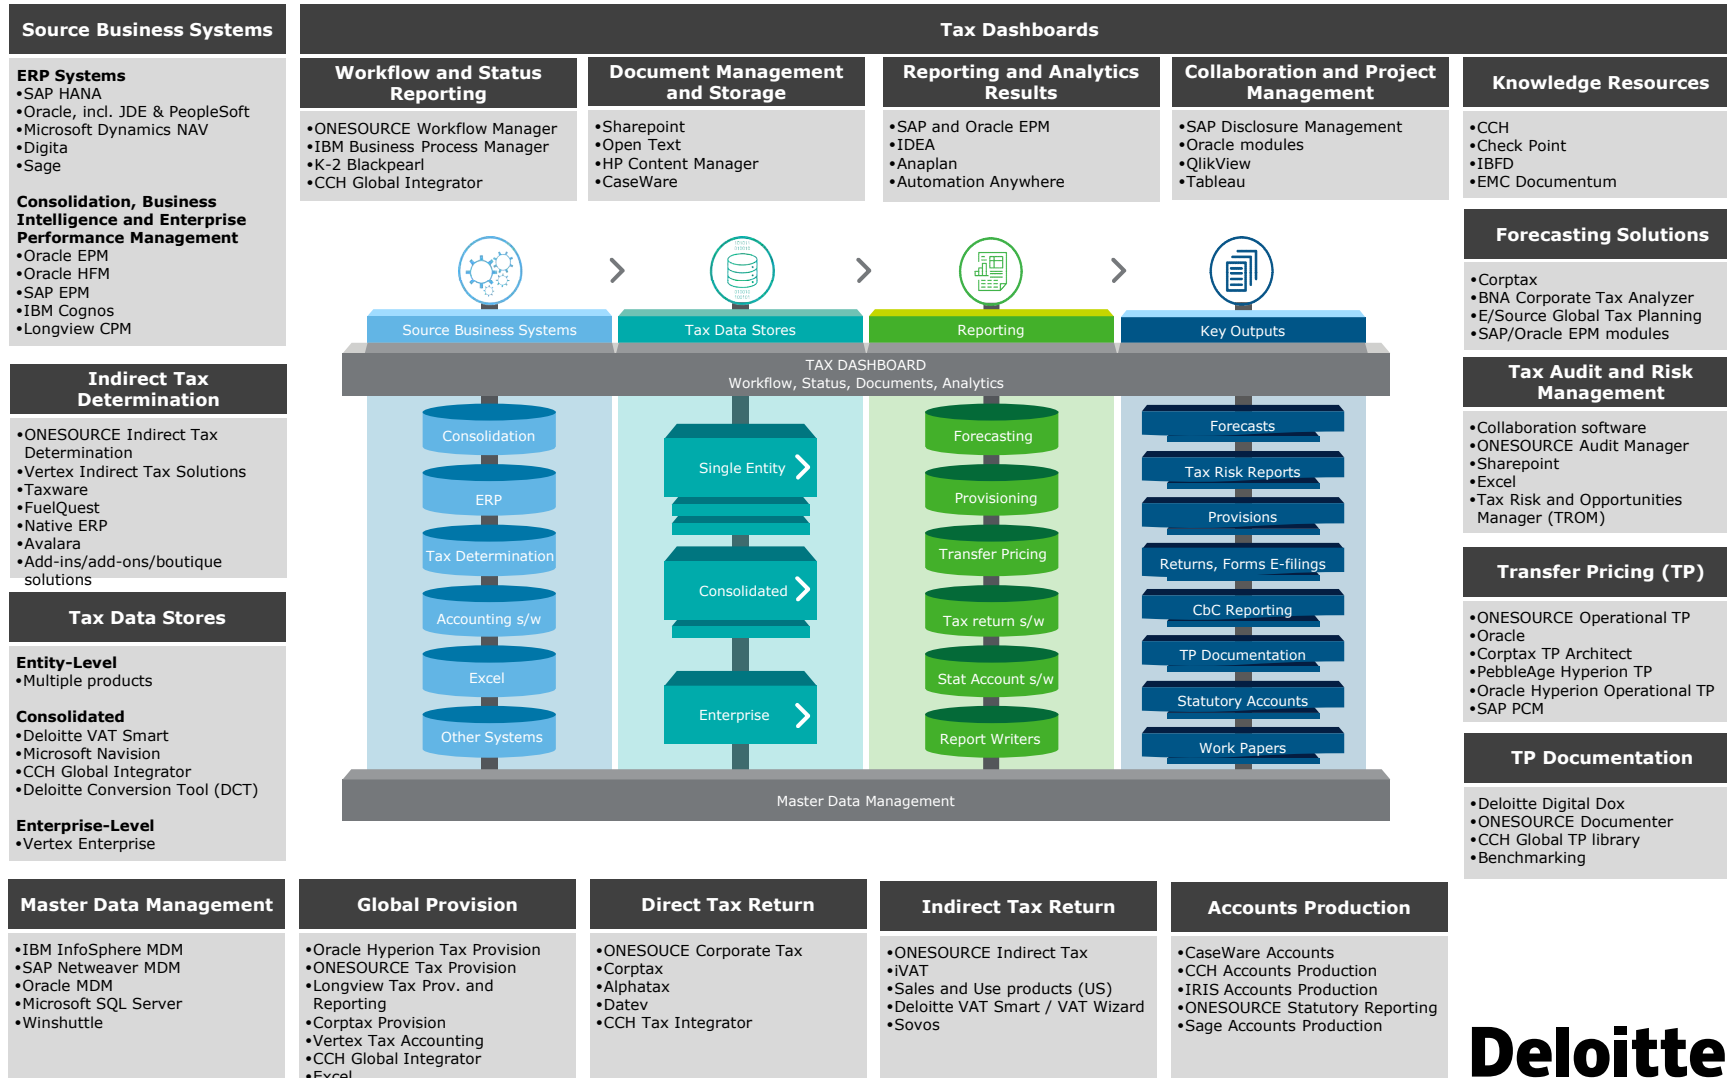 Source Business Systems
ERP Systems
•SAP HANA
•Oracle, incl. JDE & PeopleSoft
•Microsoft Dynamics NAV
•Digita
•Sage
Consolidation, Business
Intelligence and Enterprise
Performance Management
•Oracle EPM
•Oracle HFM
•SAP EPM
•IBM Cognos
•Longview CPM
Indirect Tax
Determination
•ONESOURCE Indirect Tax
Determination
•Vertex Indirect Tax Solutions
•Taxware
•FuelQuest
•Native ERP
•Avalara
•Add-ins/add-ons/boutique
solutions
Tax Data Stores
Entity-Level
•Multiple products
Consolidated
•Deloitte VAT Smart
•Microsoft Navision
•CCH Global Integrator
•Deloitte Conversion Tool (DCT)
Enterprise-Level
•Vertex Enterprise
Tax Dashboards
Workflow and Status
Reporting
•ONESOURCE Workflow Manager
•IBM Business Process Manager
•K-2 Blackpearl
•CCH Global Integrator
Document Management
and Storage
•Sharepoint
•Open Text
•HP Content Manager
•CaseWare
Reporting and Analytics
Results
•SAP and Oracle EPM
•IDEA
•Anaplan
•Automation Anywhere
Collaboration and Project
Management
•SAP Disclosure Management
•Oracle modules
•QlikView
•Tableau
Knowledge Resources
•CCH
•Check Point
•IBFD
•EMC Documentum
Forecasting Solutions
•Corptax
•BNA Corporate Tax Analyzer
•E/Source Global Tax Planning
•SAP/Oracle EPM modules
Tax Audit and Risk
Management
•Collaboration software
•ONESOURCE Audit Manager
•Sharepoint
•Excel
•Tax Risk and Opportunities
Manager (TROM)
Transfer Pricing (TP)
•ONESOURCE Operational TP
•Oracle
•Corptax TP Architect
•PebbleAge Hyperion TP
•Oracle Hyperion Operational TP
•SAP PCM
TP Documentation
•Deloitte Digital Dox
•ONESOURCE Documenter
•CCH Global TP library
•Benchmarking
Source Business Systems
Tax Data Stores
Reporting
Key Outputs
TAX DASHBOARD
Workflow, Status, Documents, Analytics
Consolidation
ERP
Tax Determination
Accounting s/w
Excel
Other Systems
Single Entity
Consolidated
Enterprise
Forecasting
Provisioning
Transfer Pricing
Tax return s/w
Stat Account s/w
Report Writers
Forecasts
Tax Risk Reports
Provisions
Returns, Forms E-filings
CbC Reporting
TP Documentation
Statutory Accounts
Work Papers
Master Data Management
Master Data Management
•IBM InfoSphere MDM
•SAP Netweaver MDM
•Oracle MDM
•Microsoft SQL Server
•Winshuttle
Global Provision
•Oracle Hyperion Tax Provision
•ONESOURCE Tax Provision
•Longview Tax Prov. and
Reporting
•Corptax Provision
•Vertex Tax Accounting
•CCH Global Integrator
•Excel
Direct Tax Return
•ONESOUCE Corporate Tax
•Corptax
•Alphatax
•Datev
•CCH Tax Integrator
Indirect Tax Return
•ONESOURCE Indirect Tax
•iVAT
•Sales and Use products (US)
•Deloitte VAT Smart / VAT Wizard
•Sovos
Accounts Production
•CaseWare Accounts
•CCH Accounts Production
•IRIS Accounts Production
•ONESOURCE Statutory Reporting
•Sage Accounts Production
Deloitte